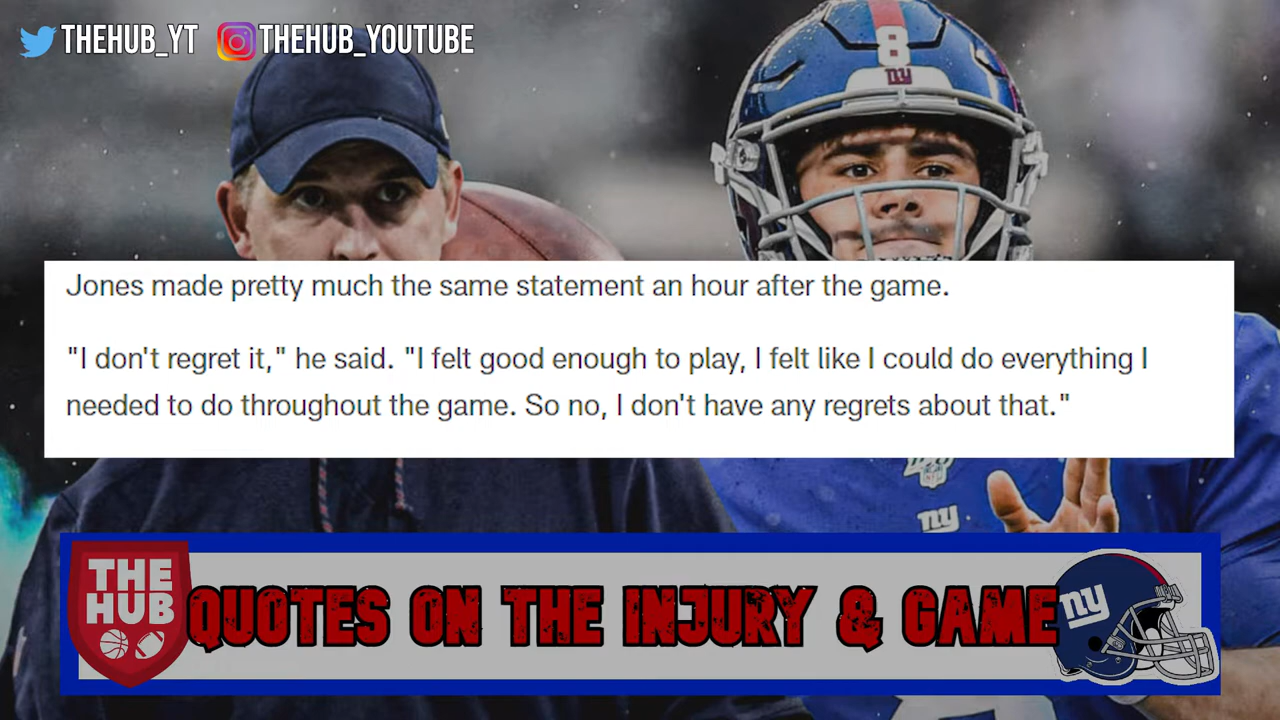 THEHUB_YT THEHUB_YOUTUBE
8
ny
Jones made pretty much the same statement an hour after the game.
"I don't regret it," he said. "I felt good enough to play, I felt like I could do everything I
needed to do throughout the game. So no, I don't have any regrets about that."
ny
THE
HUB
QUOTES ON THE INJURY & GAME
ny